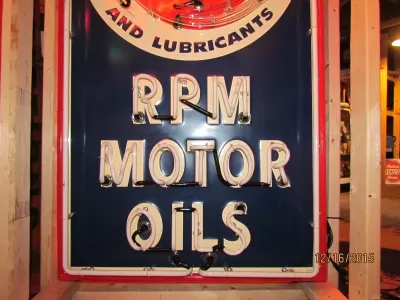 AND LUBRICANTS
RPM
MOTOR
OILS
12/16/2015